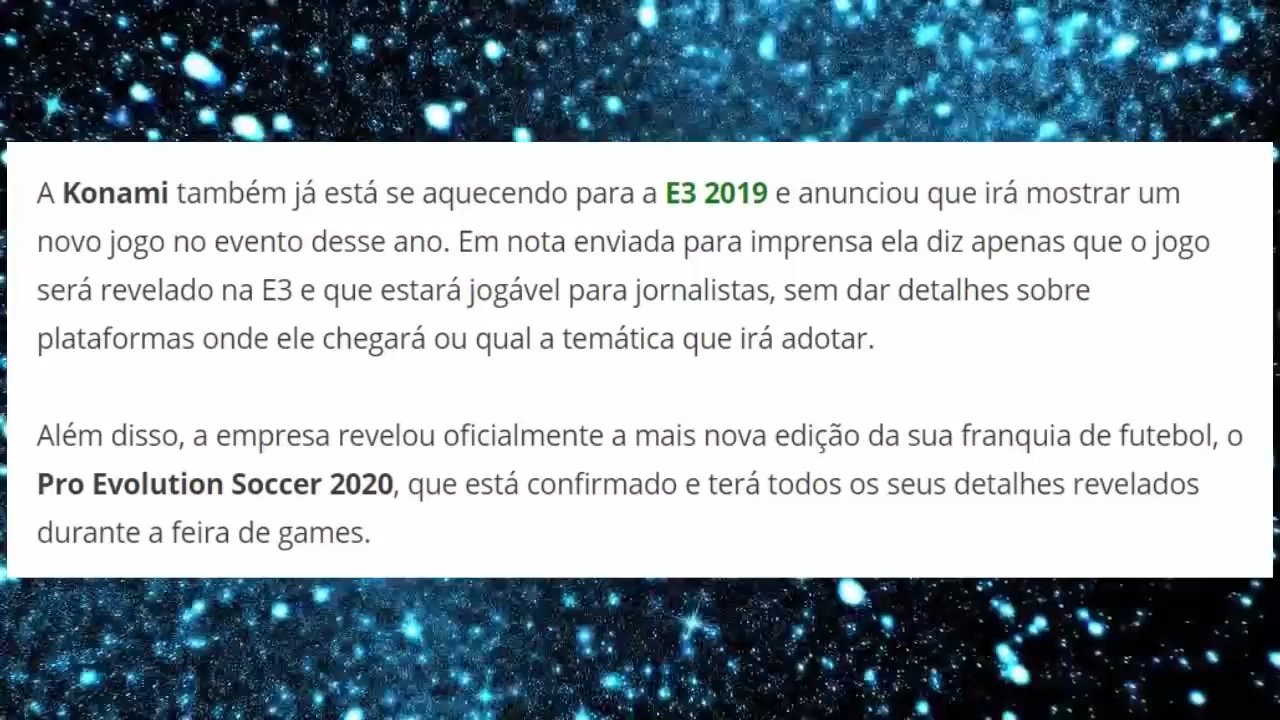 A Konami também já está se aquecendo para a E3 2019 e anunciou que irá mostrar um
novo jogo no evento desse ano. Em nota enviada para imprensa ela diz apenas que o jogo
será revelado na E3 e que estará jogável para jornalistas, sem dar detalhes sobre
plataformas onde ele chegará ou qual a temática que irá adotar.
Além disso, a empresa revelou oficialmente a mais nova edição da sua franquia de futebol, o
Pro Evolution Soccer 2020, que está confirmado e terá todos os seus detalhes revelados
durante a feira de games.